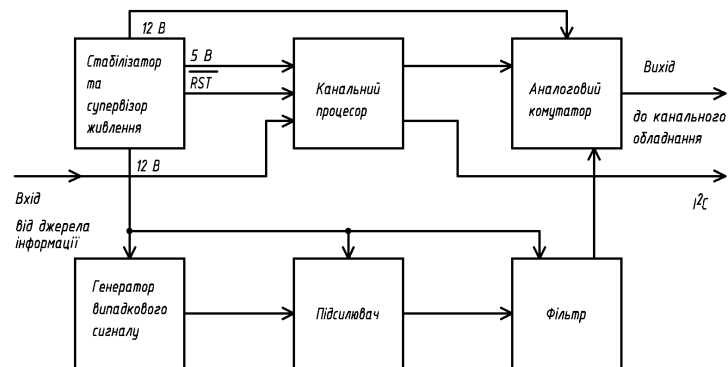 12 В
Стабілізатор
та
супервізор
живлення
5 В
RST
Канальний
процесор
Аналоговий
комутатор
Вихід
до канального
обладнання
12 В
Вхід
від джерела
інформації
I²C
Генератор
випадкового
сигналу
Підсилювач
Фільтр